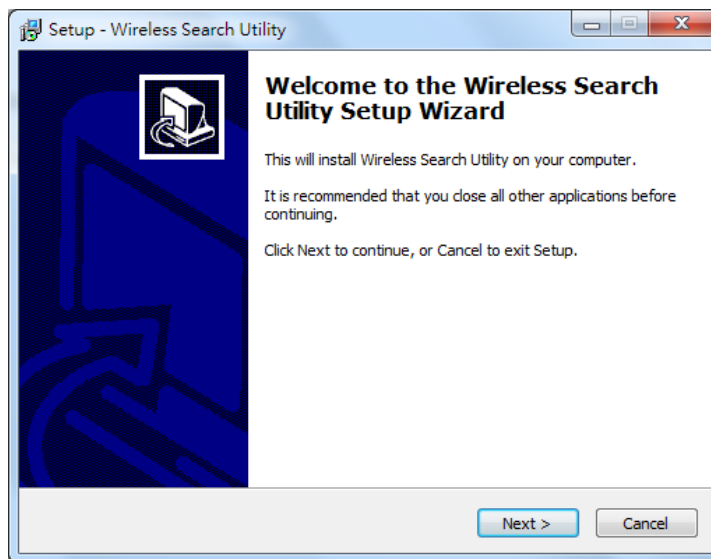 Setup - Wireless Search Utility
Welcome to the Wireless Search
Utility Setup Wizard
This will install Wireless Search Utility on your computer.
It is recommended that you close all other applications before
continuing.
Click Next to continue, or Cancel to exit Setup.
Next >
Cancel